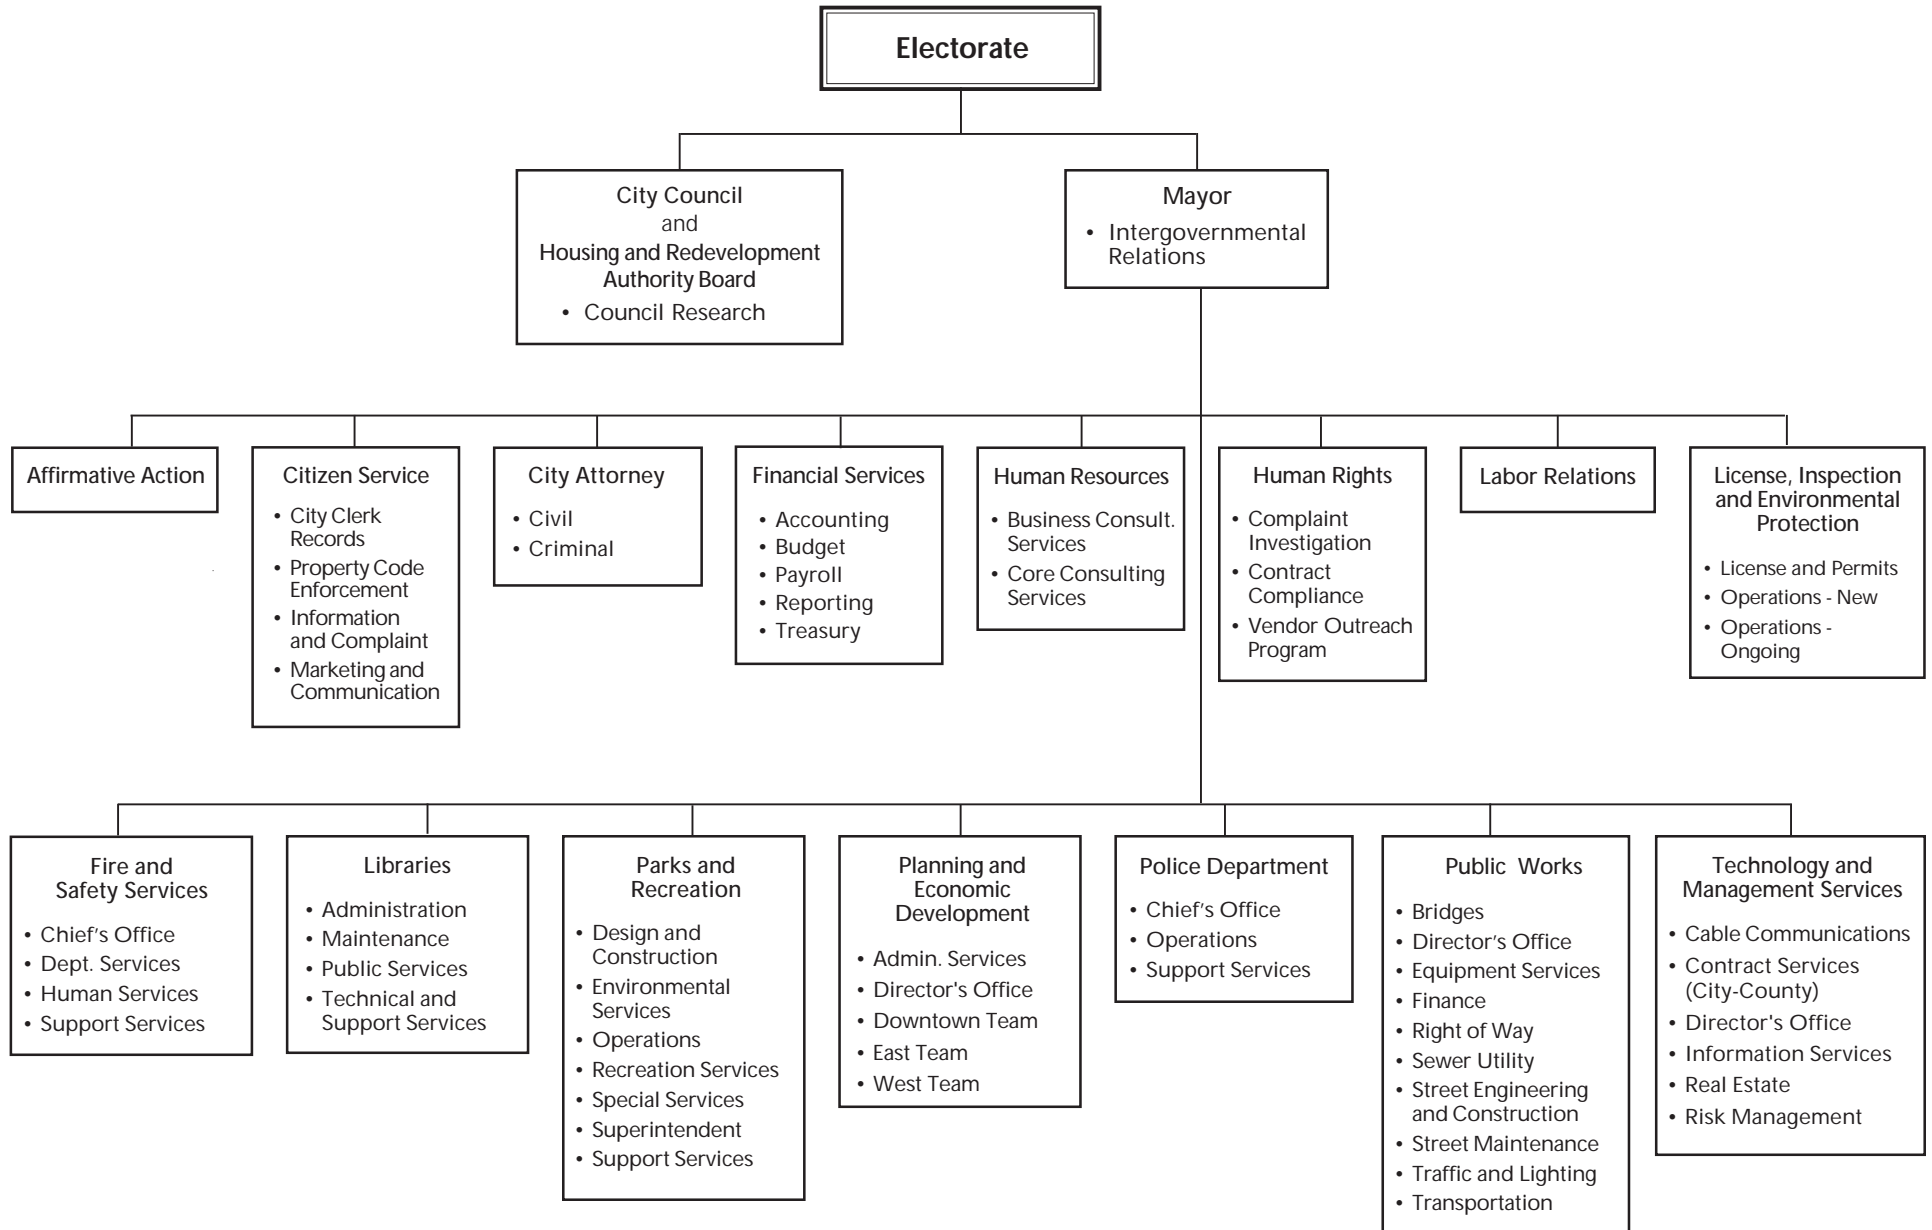 Electorate
City Council
and
Housing and Redevelopment
Authority Board
• Council Research
Mayor
• Intergovernmental
Relations
Affirmative Action
Citizen Service
• City Clerk
Records
• Property Code
Enforcement
• Information
and Complaint
• Marketing and
Communication
City Attorney
• Civil
• Criminal
Financial Services
• Accounting
• Budget
• Payroll
• Reporting
• Treasury
Human Resources
• Business Consult.
Services
• Core Consulting
Services
Human Rights
• Complaint
Investigation
• Contract
Compliance
• Vendor Outreach
Program
Labor Relations
License, Inspection
and Environmental
Protection
• License and Permits
• Operations - New
• Operations -
Ongoing
Fire and
Safety Services
• Chief's Office
• Dept. Services
• Human Services
• Support Services
Libraries
• Administration
• Maintenance
• Public Services
• Technical and
Support Services
Parks and
Recreation
• Design and
Construction
• Environmental
Services
• Operations
• Recreation Services
• Special Services
• Superintendent
• Support Services
Planning and
Economic
Development
• Admin. Services
• Director's Office
• Downtown Team
• East Team
• West Team
Police Department
• Chief's Office
• Operations
• Support Services
Public Works
• Bridges
• Director's Office
• Equipment Services
• Finance
• Right of Way
• Sewer Utility
• Street Engineering
and Construction
• Street Maintenance
• Traffic and Lighting
• Transportation
Technology and
Management Services
• Cable Communications
• Contract Services
(City-County)
• Director's Office
• Information Services
• Real Estate
• Risk Management